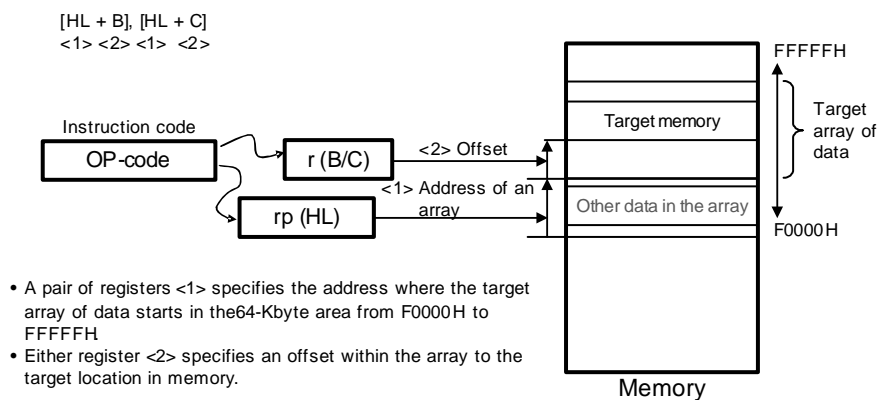 [HL + B], [HL + C]
<1> <2> <1> <2>
FFFFFH
Target memory
Target
array of
data
Instruction code
OP-code
r (B/C)
<2> Offset
<1> Address of an
array
rp (HL)
Other data in the array
F0000H
• A pair of registers <1> specifies the address where the target
array of data starts in the64-Kbyte area from F0000H to
FFFFFH.
• Either register <2> specifies an offset within the array to the
target location in memory.
Memory